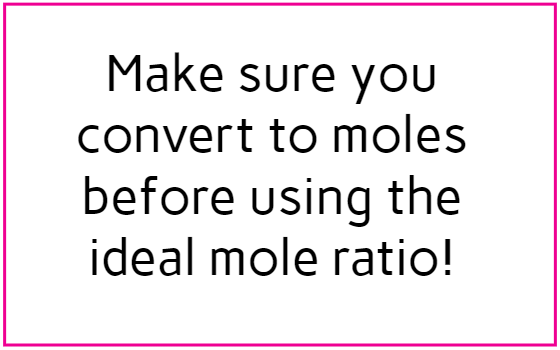 Make sure you
convert to moles
before using the
ideal mole ratio!